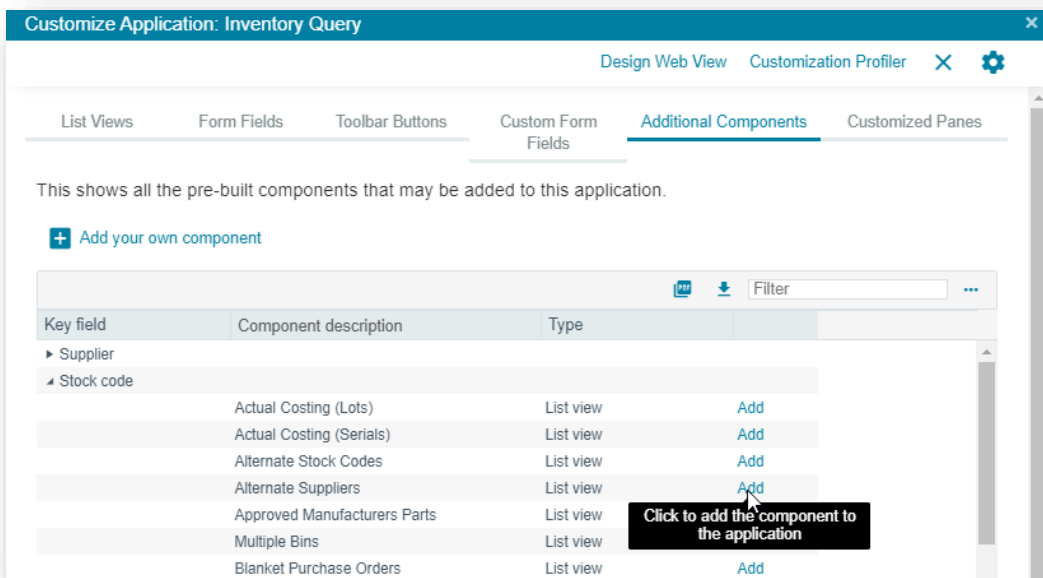 Customize Application: Inventory Query
Design Web View Customization Profiler
List Views Form Fields Toolbar Buttons Custom Form Fields Additional Components Customized Panes
This shows all the pre-built components that may be added to this application.
Add your own component
PDF Filter
Key field Component description Type
Supplier
Stock code
Actual Costing (Lots) List view Add
Actual Costing (Serials) List view Add
Alternate Stock Codes List view Add
Alternate Suppliers List view Add
Approved Manufacturers Parts List view
Click to add the component to
the application
Multiple Bins List view
Blanket Purchase Orders List view Add